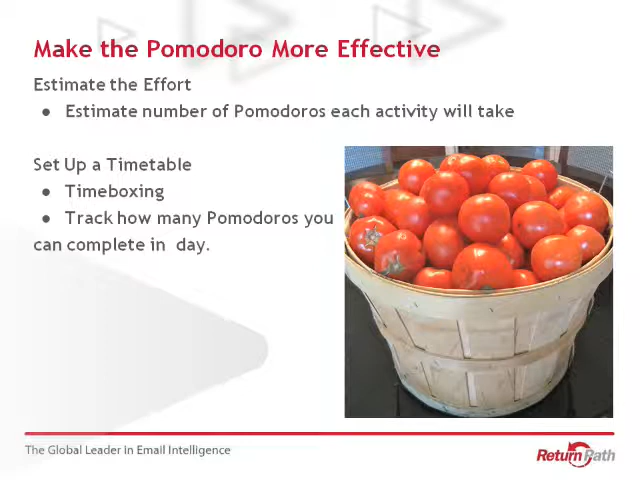 Make the Pomodoro More Effective
Estimate the Effort
● Estimate number of Pomodoros each activity will take
Set Up a Timetable
● Timeboxing
● Track how many Pomodoros you
can complete in day.
The Global Leader in Email Intelligence
Return Path